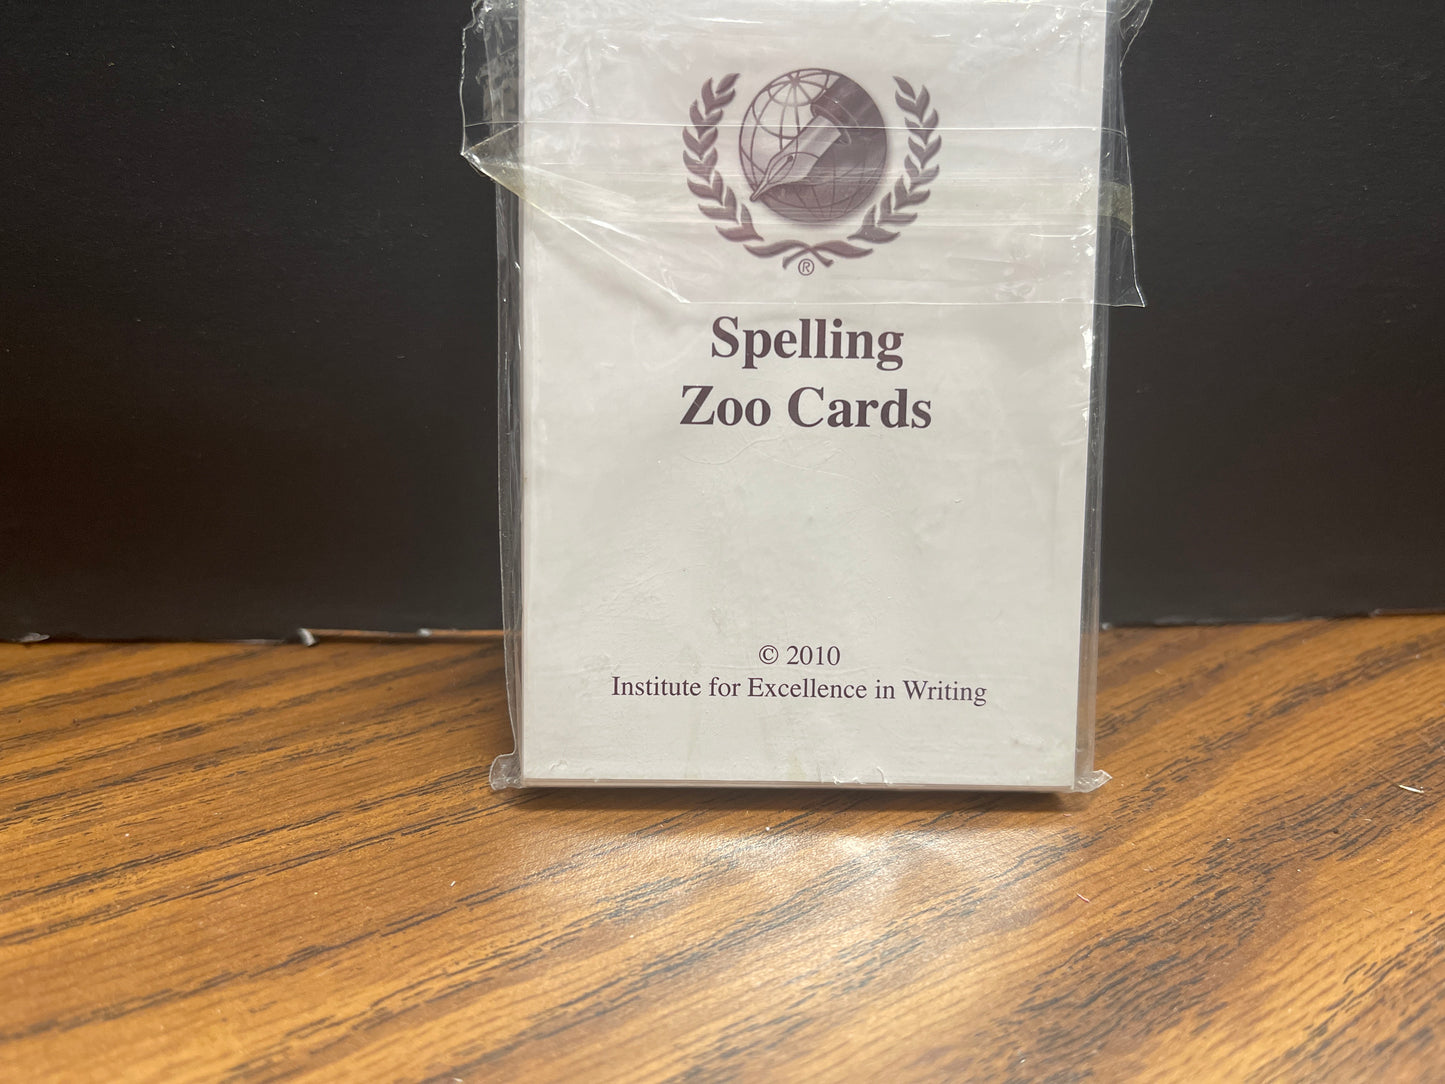 ®
Spelling
Zoo Cards
© 2010
Institute for Excellence in Writing